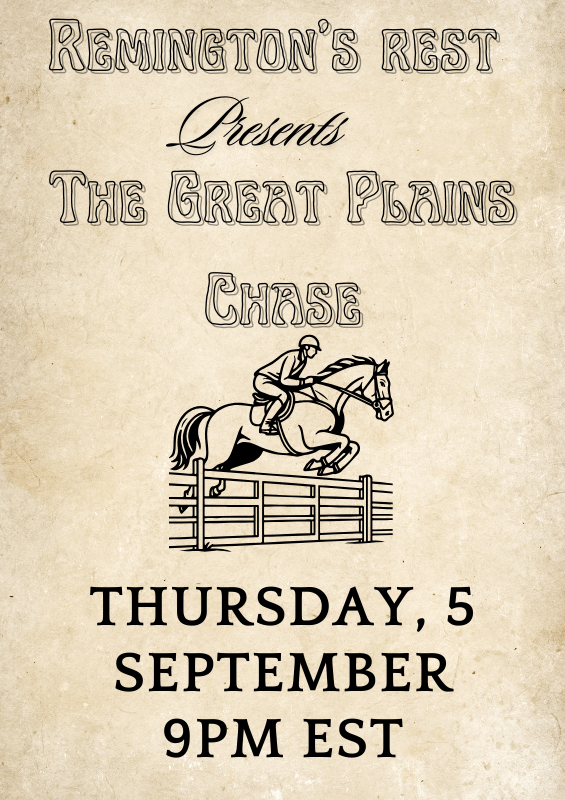 Remington's rest
Presents
The Great Plains
Chase
THURSDAY, 5
SEPTEMBER
9PM EST